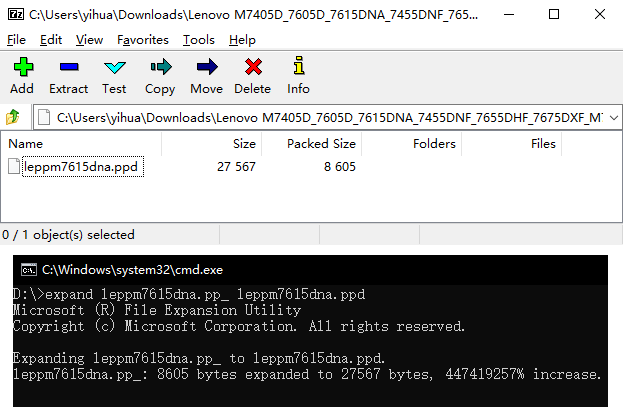 7z C:\Users\yihua\Downloads\Lenovo M7405D_7605D_7615DNA_7455DNF_765...
File Edit View Favorites Tools Help
Add Extract Test Copy Move Delete Info
C:\Users\yihua\Downloads\Lenovo M7405D_7605D_7615DNA_7455DNF_7655DHF_7675DXF_M7
Name Size Packed Size Folders Files
leppm7615dna.ppd 27 567 8 605
0 / 1 object(s) selected
C:\Windows\system32\cmd.exe
D:\>expand leppm7615dna.pp_ leppm7615dna.ppd
Microsoft (R) File Expansion Utility
Copyright (c) Microsoft Corporation. All rights reserved.
Expanding leppm7615dna.pp_ to leppm7615dna.ppd.
leppm7615dna.pp_: 8605 bytes expanded to 27567 bytes, 447419257% increase.